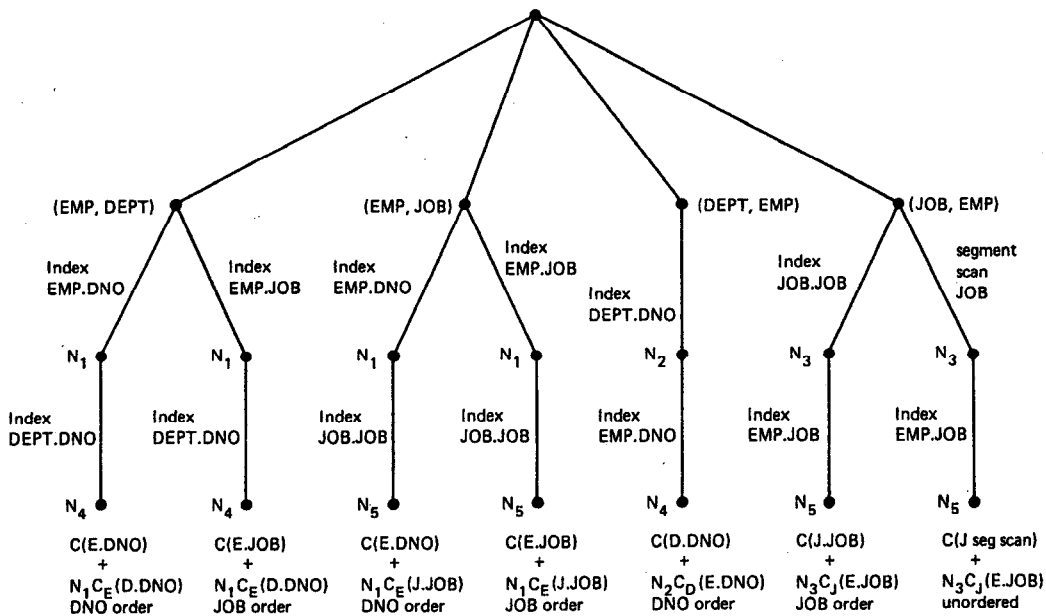 (EMP, DEPT)
(EMP, JOB)
(DEPT, EMP)
(JOB, EMP)
Index
EMP.DNO
Index
EMP.JOB
Index
EMP.DNO
Index
EMP.JOB
Index
DEPT.DNO
Index
JOB.JOB
segment
scan
JOB
N1
N1
N1
N1
N2
N3
N3
Index
DEPT.DNO
Index
DEPT.DNO
Index
JOB.JOB
Index
JOB.JOB
Index
EMP.DNO
Index
EMP.JOB
Index
EMP.JOB
N4
N4
N5
N5
N4
N5
N5
C(E.DNO)
+
N1CE(D.DNO)
DNO order
C(E.JOB)
+
N1CE(D.DNO)
JOB order
C(E.DNO)
+
N1CE(J.JOB)
DNO order
C(E.JOB)
+
N1CE(J.JOB)
JOB order
C(D.DNO)
+
N2CD(E.DNO)
DNO order
C(J.JOB)
+
N3CJ(E.JOB)
JOB order
C(J seg scan)
+
N3CJ(E.JOB)
unordered